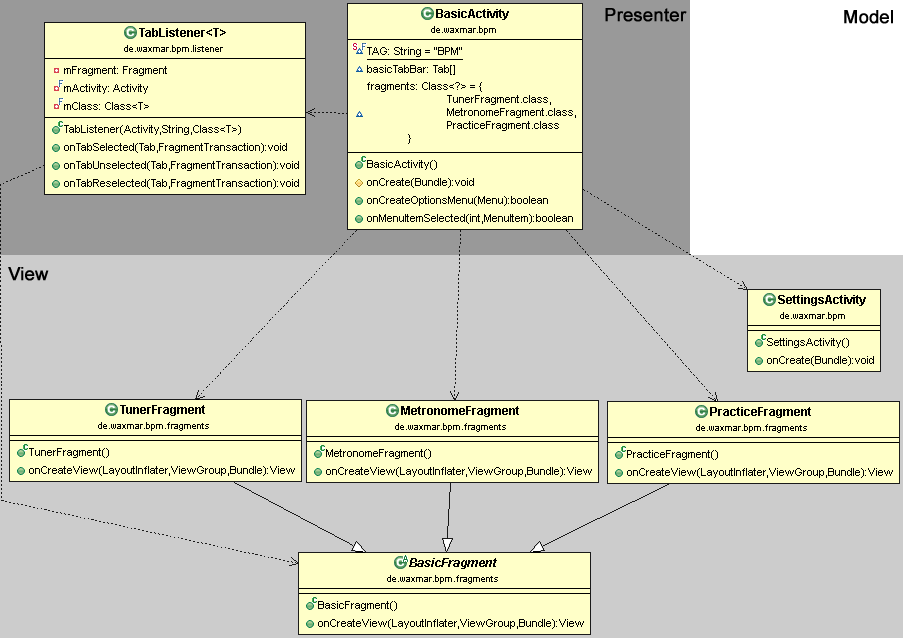 Presenter
Model
TabListener<T>
de.waxmar.bpm.listener
mFragment: Fragment
mActivity: Activity
mClass: Class<T>
TabListener(Activity,String,Class<T>)
onTabSelected(Tab,FragmentTransaction):void
onTabUnselected(Tab,FragmentTransaction):void
onTabReselected(Tab,FragmentTransaction):void
BasicActivity
de.waxmar.bpm
TAG: String = "BPM"
basicTabBar: Tab[]
fragments: Class<?> = {
TunerFragment.class,
MetronomeFragment.class,
PracticeFragment.class
}
BasicActivity()
onCreate(Bundle):void
onCreateOptionsMenu(Menu):boolean
onMenuItemSelected(int,MenuItem):boolean
View
SettingsActivity
de.waxmar.bpm
SettingsActivity()
onCreate(Bundle):void
TunerFragment
de.waxmar.bpm.fragments
TunerFragment()
onCreateView(LayoutInflater,ViewGroup,Bundle):View
MetronomeFragment
de.waxmar.bpm.fragments
MetronomeFragment()
onCreateView(LayoutInflater,ViewGroup,Bundle):View
PracticeFragment
de.waxmar.bpm.fragments
PracticeFragment()
onCreateView(LayoutInflater,ViewGroup,Bundle):View
BasicFragment
de.waxmar.bpm.fragments
BasicFragment()
onCreateView(LayoutInflater,ViewGroup,Bundle):View